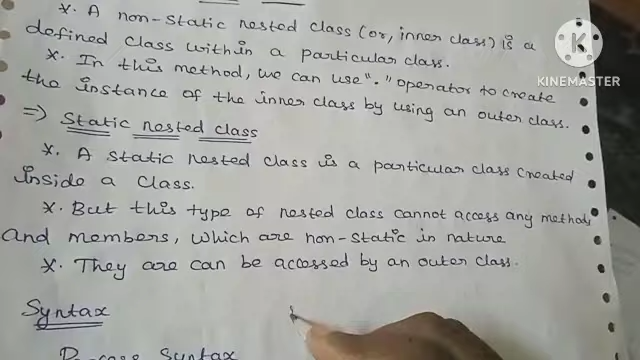 * A non-static nested class (or, inner class) is a
defined class within a particular class.
* In this method, we can use "." operator to create
the instance of the inner class by using an outer class.
⇒ Static nested class
* A static nested class is a particular class created
inside a class.
* But this type of nested class cannot access any methods
and members, which are non-static in nature
* They are can be accessed by an outer class.
Syntax
Syntax
K
KINEMASTER